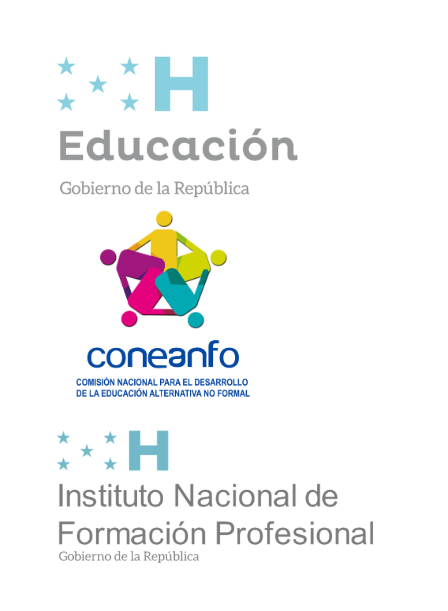 H
Educación
Gobierno de la República
coneanfo
COMISIÓN NACIONAL PARA EL DESARROLLO
DE LA EDUCACIÓN ALTERNATIVA NO FORMAL
H
Instituto Nacional de
Formación Profesional
Gobierno de la República